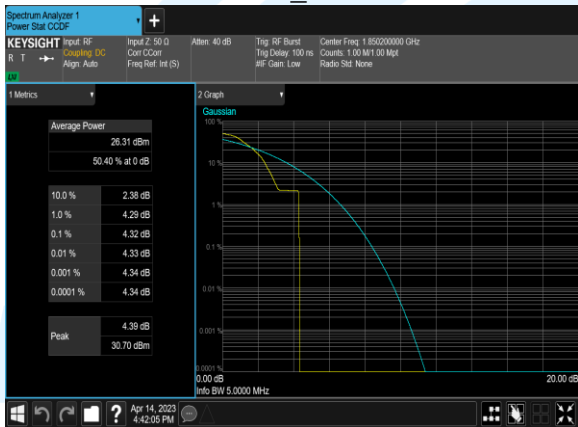 Spectrum Analyzer 1
Power Stat CCDF
+
KEYSIGHT
R T
Input: RF
Coupling: DC
Align: Auto
Input Z: 50 Ω
Corr CCorr
Freq Ref: Int (S)
Atten: 40 dB
Trig: RF Burst
Trig Delay: 100 ns
#IF Gain: Low
Center Freq: 1.850200000 GHz
Counts: 1.00 M/1.00 Mpt
Radio Std: None
1 Metrics
Average Power
26.31 dBm
50.40 % at 0 dB
10.0 % 2.38 dB
1.0 % 4.29 dB
0.1 % 4.32 dB
0.01 % 4.33 dB
0.001 % 4.34 dB
0.0001 % 4.34 dB
Peak
4.39 dB
30.70 dBm
2 Graph
Gaussian
100 %
10 %
1 %
0.1 %
0.01 %
0.001 %
0.0001 %
0.00 dB
20.00 dB
Info BW 5.0000 MHz
?
Apr 14, 2023
4:42:05 PM